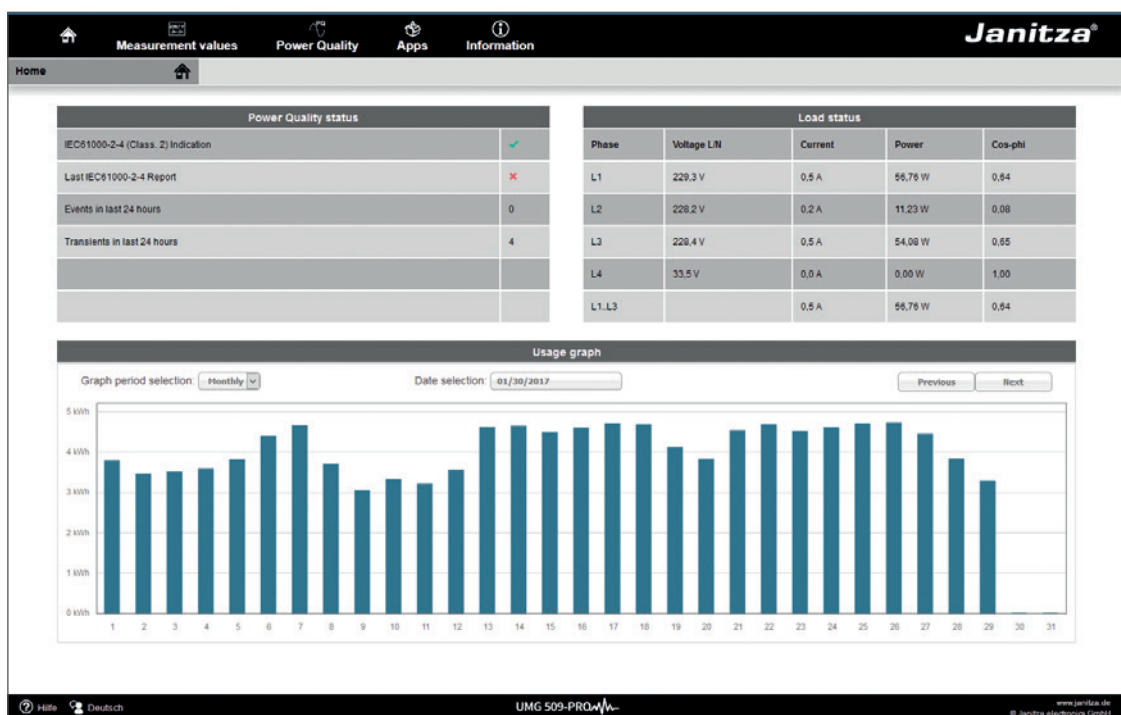 Measurement values Power Quality Apps Information Janitza®
Home
Power Quality status
IEC61000-2-4 (Class. 2) Indication
Last IEC61000-2-4 Report
Events in last 24 hours 0
Transients in last 24 hours 4
Load status
Phase Voltage L/N Current Power Cos-phi
L1 229,3 V 0,5 A 56,76 W 0,64
L2 228,2 V 0,2 A 11,23 W 0,08
L3 228,4 V 0,5 A 54,08 W 0,65
L4 33,5 V 0,0 A 0,00 W 1,00
L1..L3 0,5 A 56,76 W 0,64
Usage graph
Graph period selection: Monthly Date selection: 01/30/2017 Previous Next
5 kWh
4 kWh
3 kWh
2 kWh
1 kWh
0 kWh
1 2 3 4 5 6 7 8 9 10 11 12 13 14 15 16 17 18 19 20 21 22 23 24 25 26 27 28 29 30 31
Hilfe Deutsch UMG 509-PRO www.janitza.de
© Janitza electronics GmbH